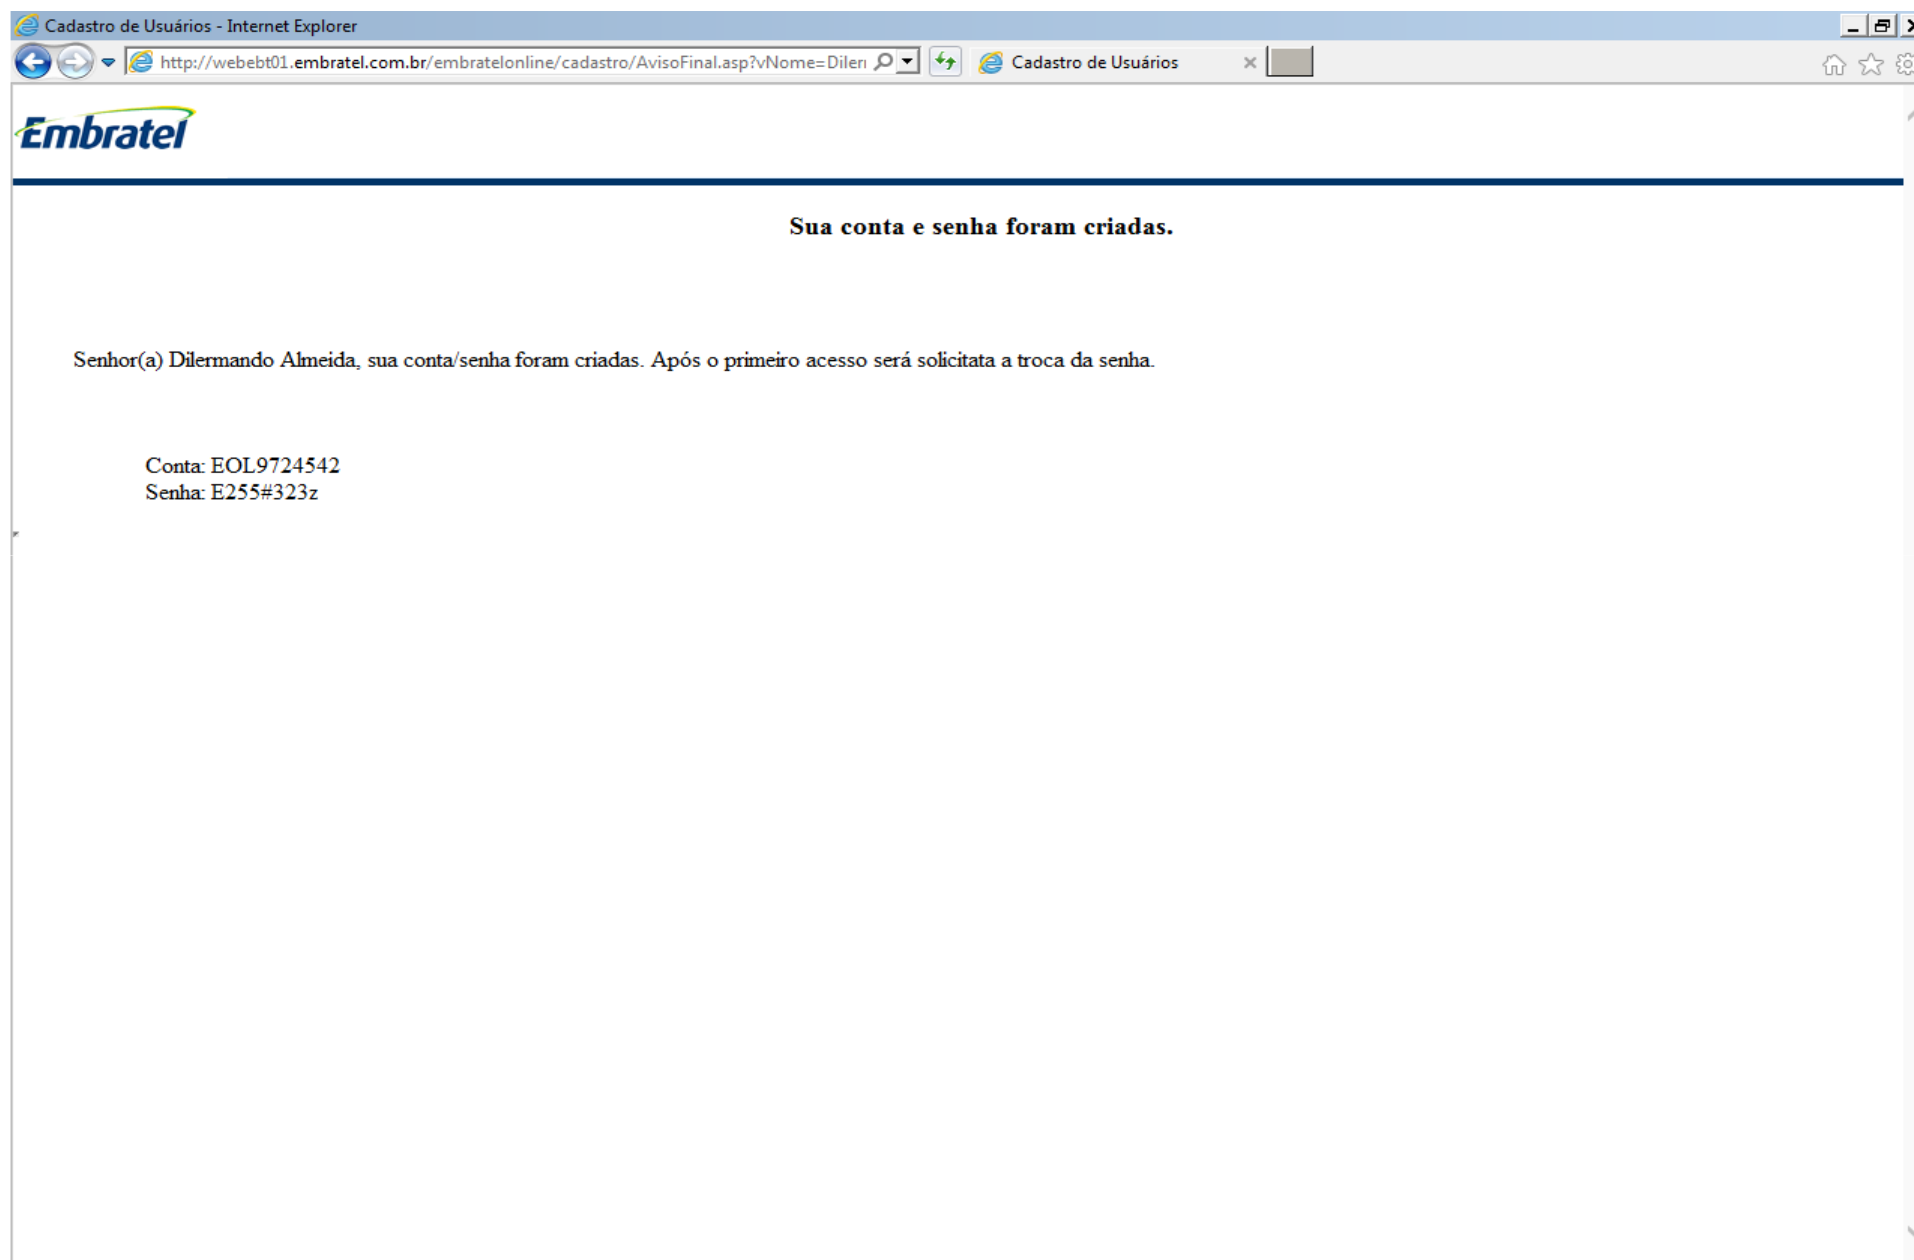 Cadastro de Usuários - Internet Explorer
http://webebt01.embratel.com.br/embratelonline/cadastro/AvisoFinal.asp?vNome=Diler
Cadastro de Usuários
Embratel
Sua conta e senha foram criadas.
Senhor(a) Dilermando Almeida, sua conta/senha foram criadas. Após o primeiro acesso será solicitata a troca da senha.
Conta: EOL9724542
Senha: E255#323z